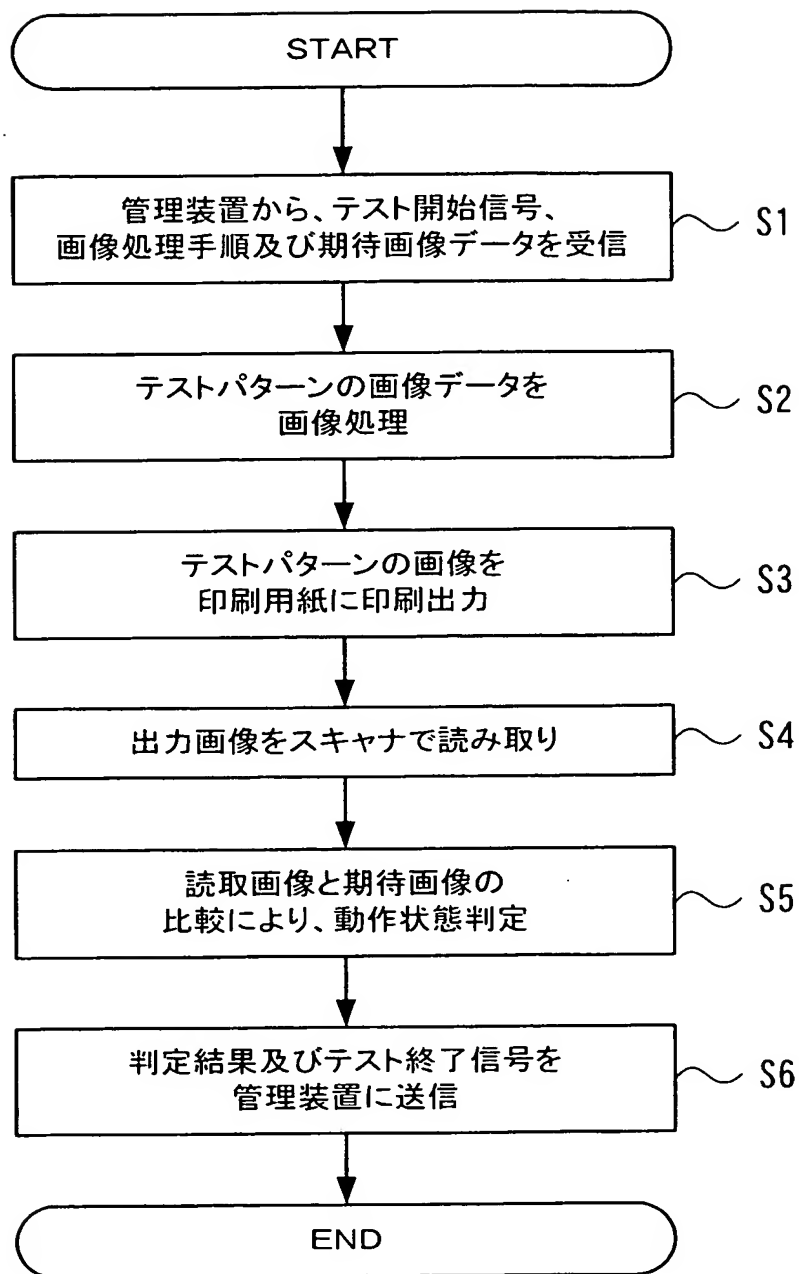 START
管理装置から、テスト開始信号、
画像処理手順及び期待画像データを受信
S1
テストパターンの画像データを
画像処理
S2
テストパターンの画像を
印刷用紙に印刷出力
S3
出力画像をスキャナで読み取り
S4
読取画像と期待画像の
比較により、動作状態判定
S5
判定結果及びテスト終了信号を
管理装置に送信
S6
END